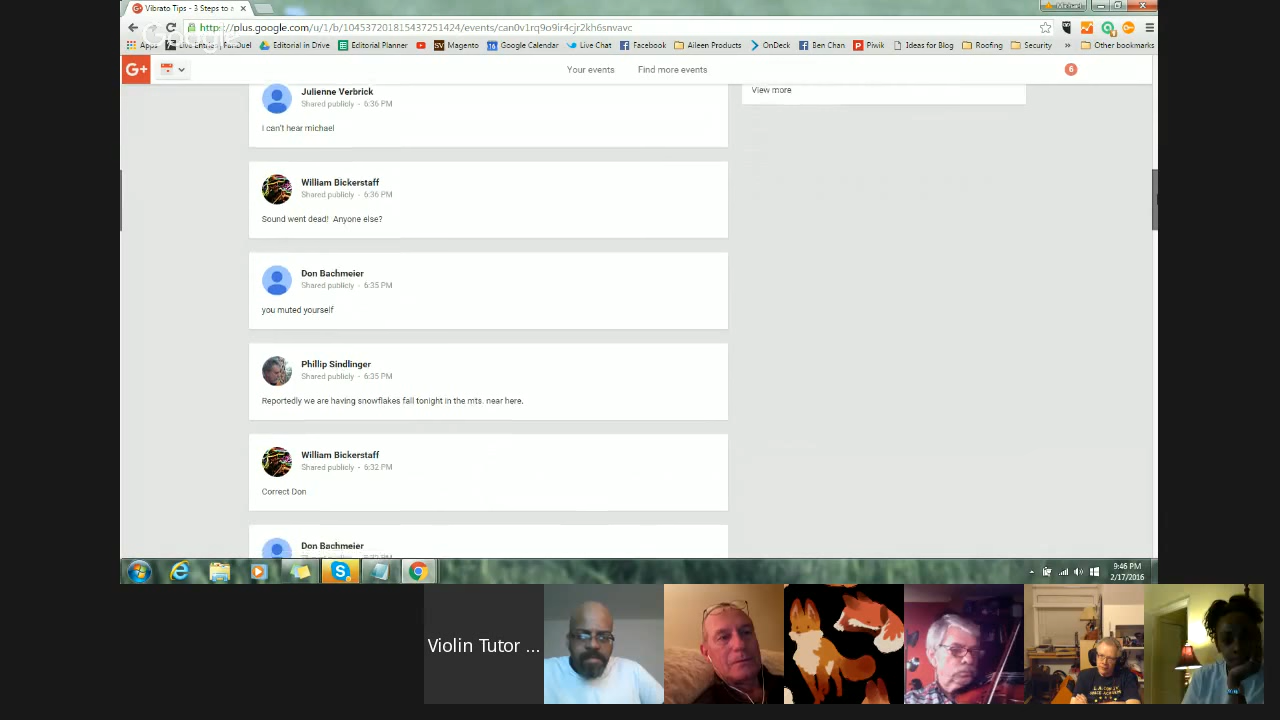 Vibrato Tips - 3 Steps to a
Michael
https://plus.google.com/u/1/b/104537201815437251424/events/can0v1rq9o9ir4cjr2kh6snvavc
Apps
Editorial in Drive
Editorial Planner
Magento
Google Calendar
Live Chat
Facebook
Aileen Products
OnDeck
Ben Chan
Piwik
Ideas for Blog
Roofing
Security
»
Other bookmarks
G+
Your events
Find more events
6
Julienne Verbrick
Shared publicly - 6:36 PM
I can't hear michael
View more
William Bickerstaff
Shared publicly - 6:36 PM
Sound went dead! Anyone else?
Don Bachmeier
Shared publicly - 6:35 PM
you muted yourself
Phillip Sindlinger
Shared publicly - 6:35 PM
Reportedly we are having snowflakes fall tonight in the mts. near here.
William Bickerstaff
Shared publicly - 6:32 PM
Correct Don
Don Bachmeier
9:46 PM
2/17/2016
Violin Tutor ...